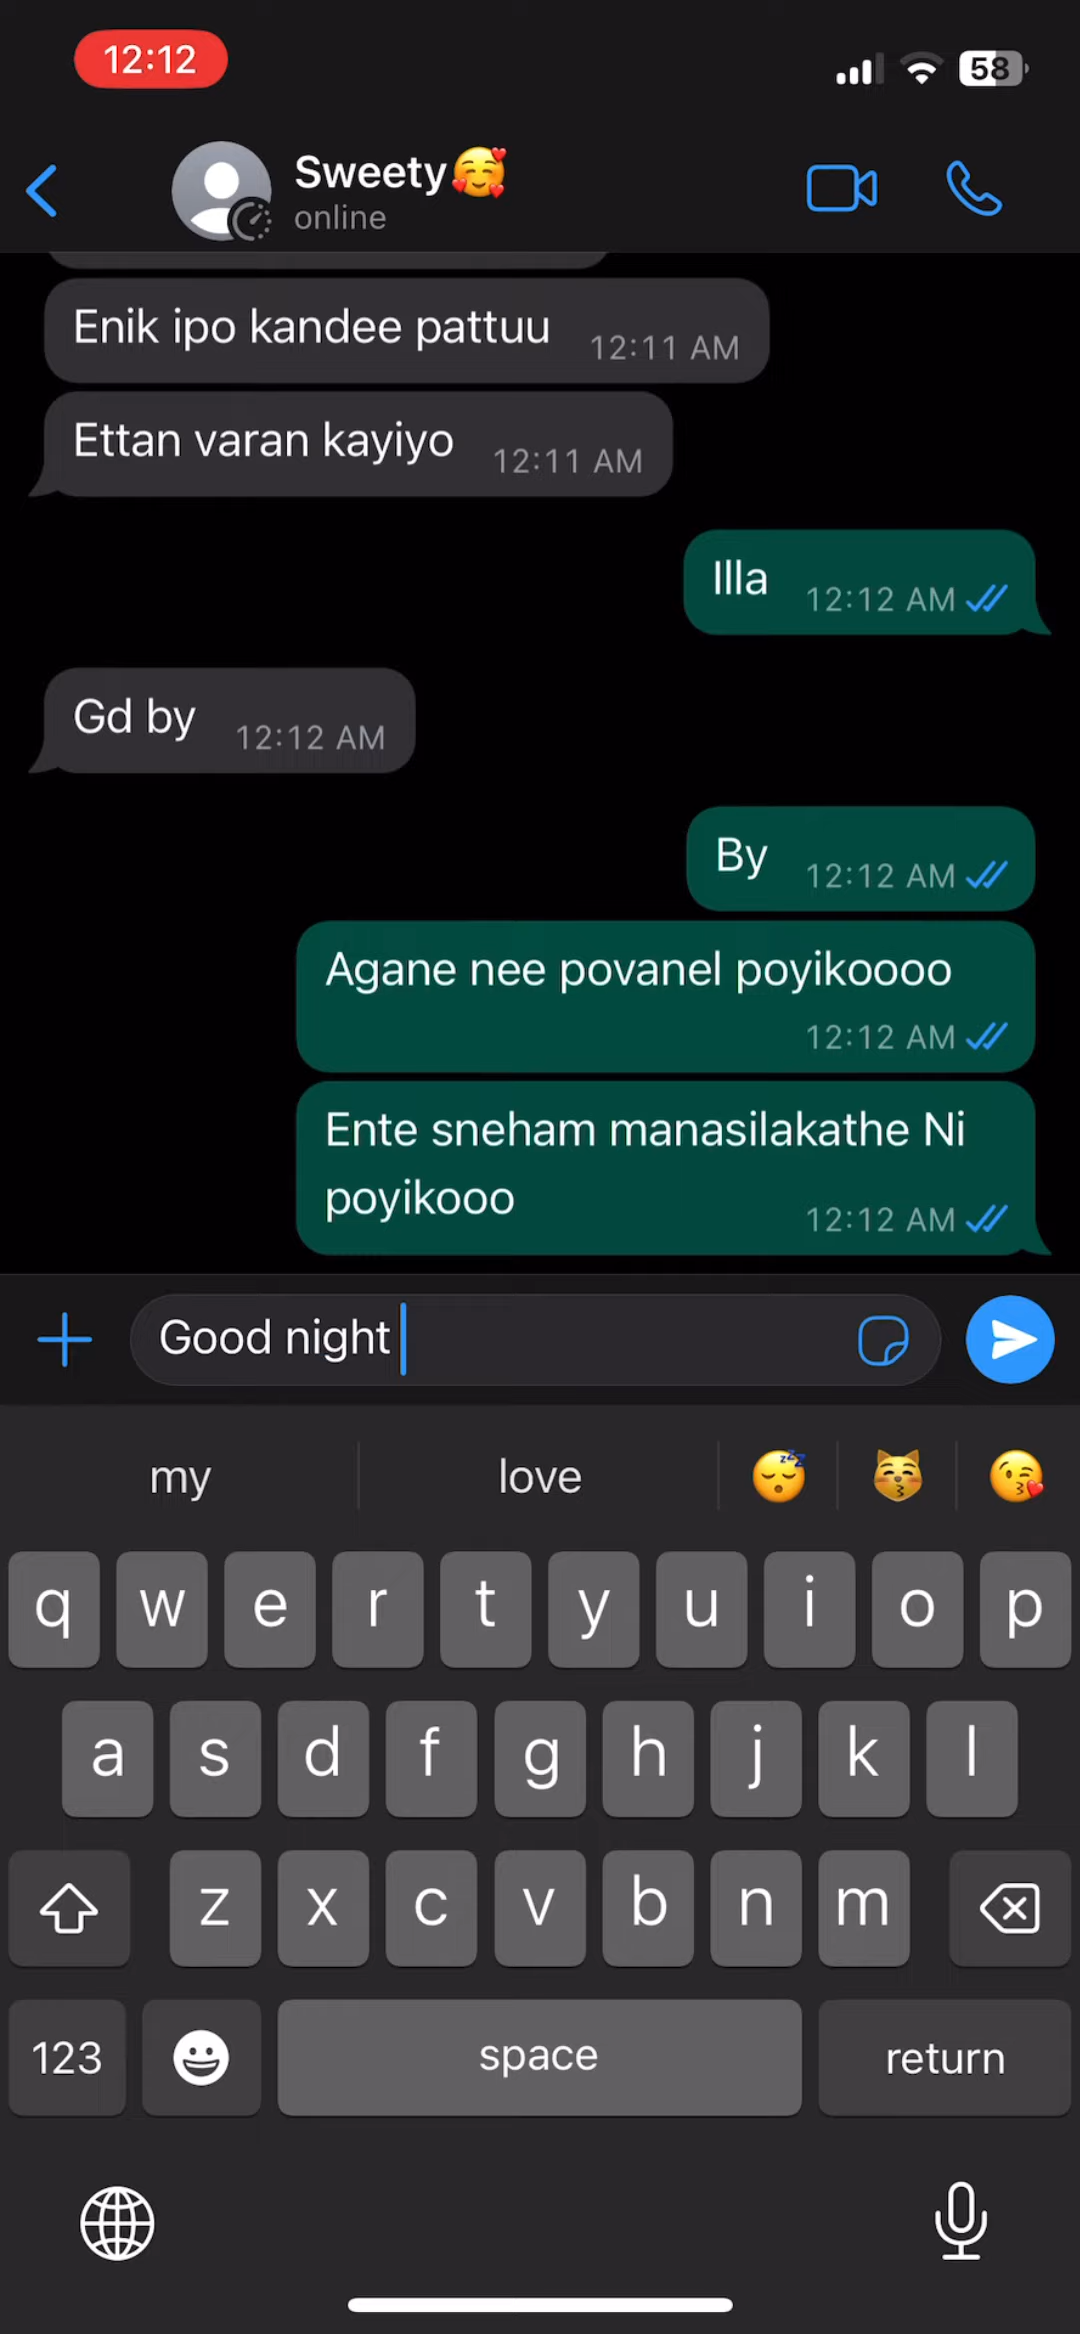 12:12
58
Sweety🥰
online
Enik ipo kandee pattuu 12:11 AM
Ettan varan kayiyo 12:11 AM
Illa 12:12 AM
Gd by 12:12 AM
By 12:12 AM
Agane nee povanel poyikoooo
12:12 AM
Ente sneham manasilakathe Ni
poyikooo 12:12 AM
Good night
my love 😴 😽 😘
q w e r t y u i o p
a s d f g h j k l
z x c v b n m
123 space return